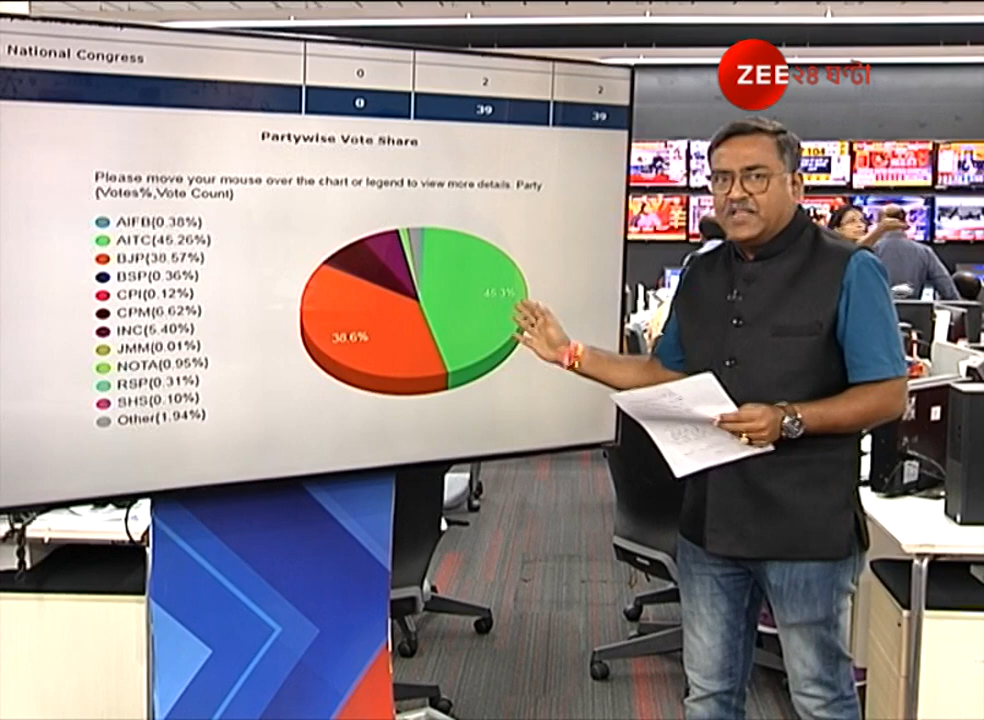 National Congress 0 2 2
0 39 39
ZEE ২৪ ঘণ্টা
Partywise Vote Share
Please move your mouse over the chart or legend to view more details. Party
(Votes%,Vote Count)
AIFB(0.38%)
AITC(45.26%)
BJP(38.57%)
BSP(0.36%)
CPI(0.12%)
CPM(6.62%)
INC(5.40%)
JMM(0.01%)
NOTA(0.95%)
RSP(0.31%)
SHS(0.10%)
Other(1.94%)
45.3%
38.6%